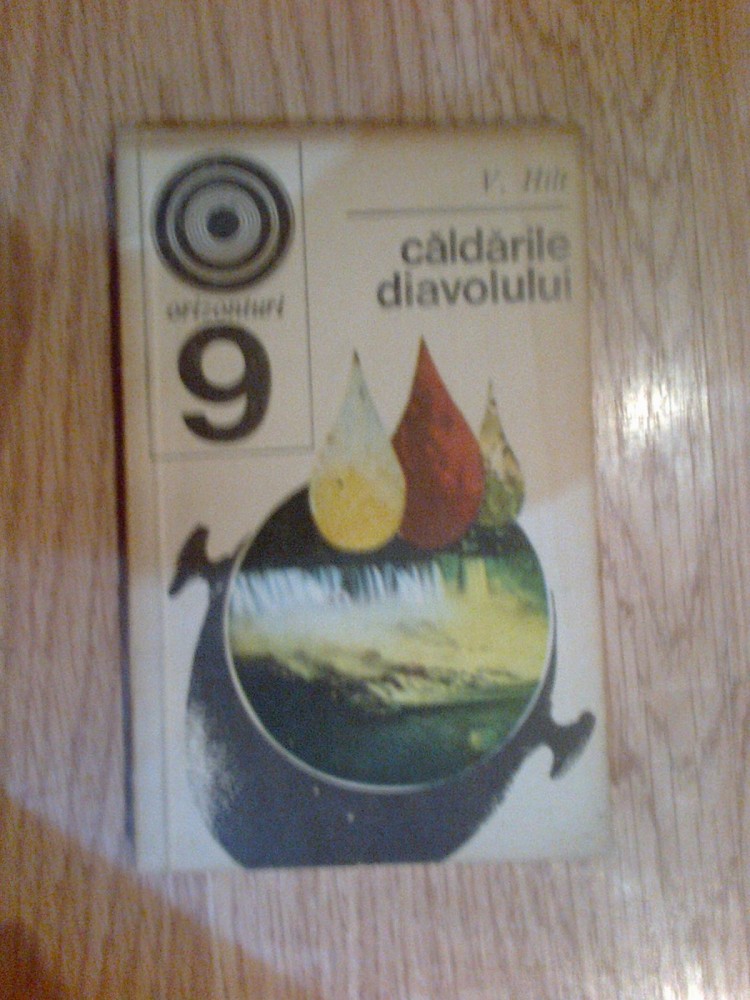 V. Hilt
căldările
diavolului
orizonturi
9